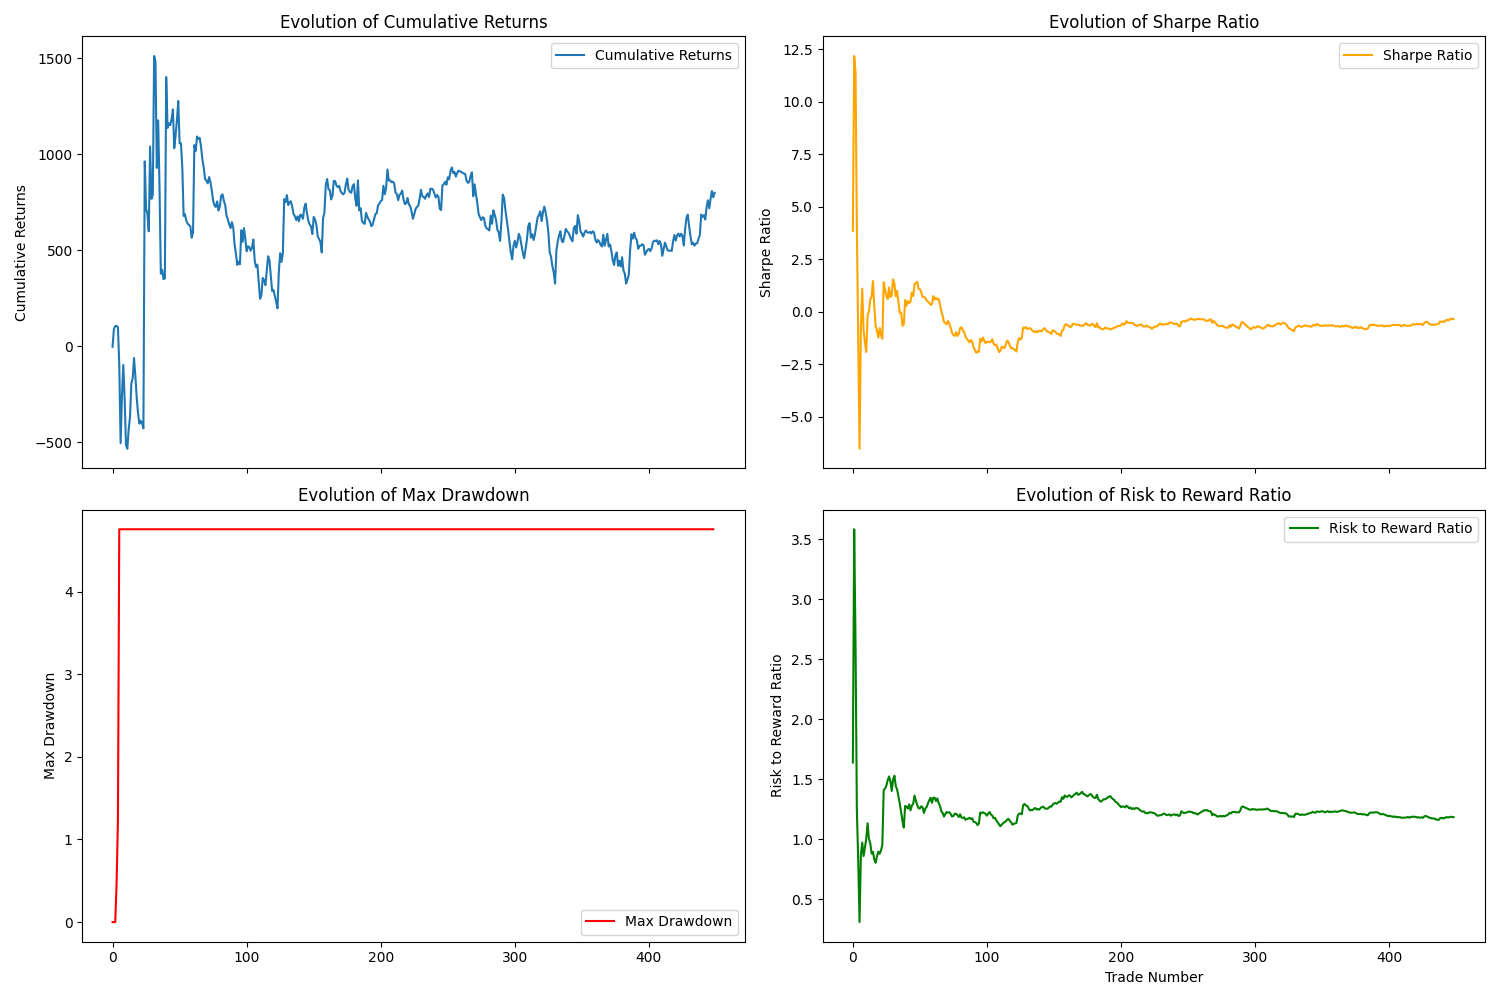 Evolution of Cumulative Returns
Cumulative Returns
1500
1000
500
0
−500
Cumulative Returns
Evolution of Sharpe Ratio
Sharpe Ratio
12.5
10.0
7.5
5.0
2.5
0.0
−2.5
−5.0
Sharpe Ratio
Evolution of Max Drawdown
4
3
2
1
0
Max Drawdown
Max Drawdown
0 100 200 300 400
Evolution of Risk to Reward Ratio
Risk to Reward Ratio
3.5
3.0
2.5
2.0
1.5
1.0
0.5
Risk to Reward Ratio
0 100 200 300 400
Trade Number